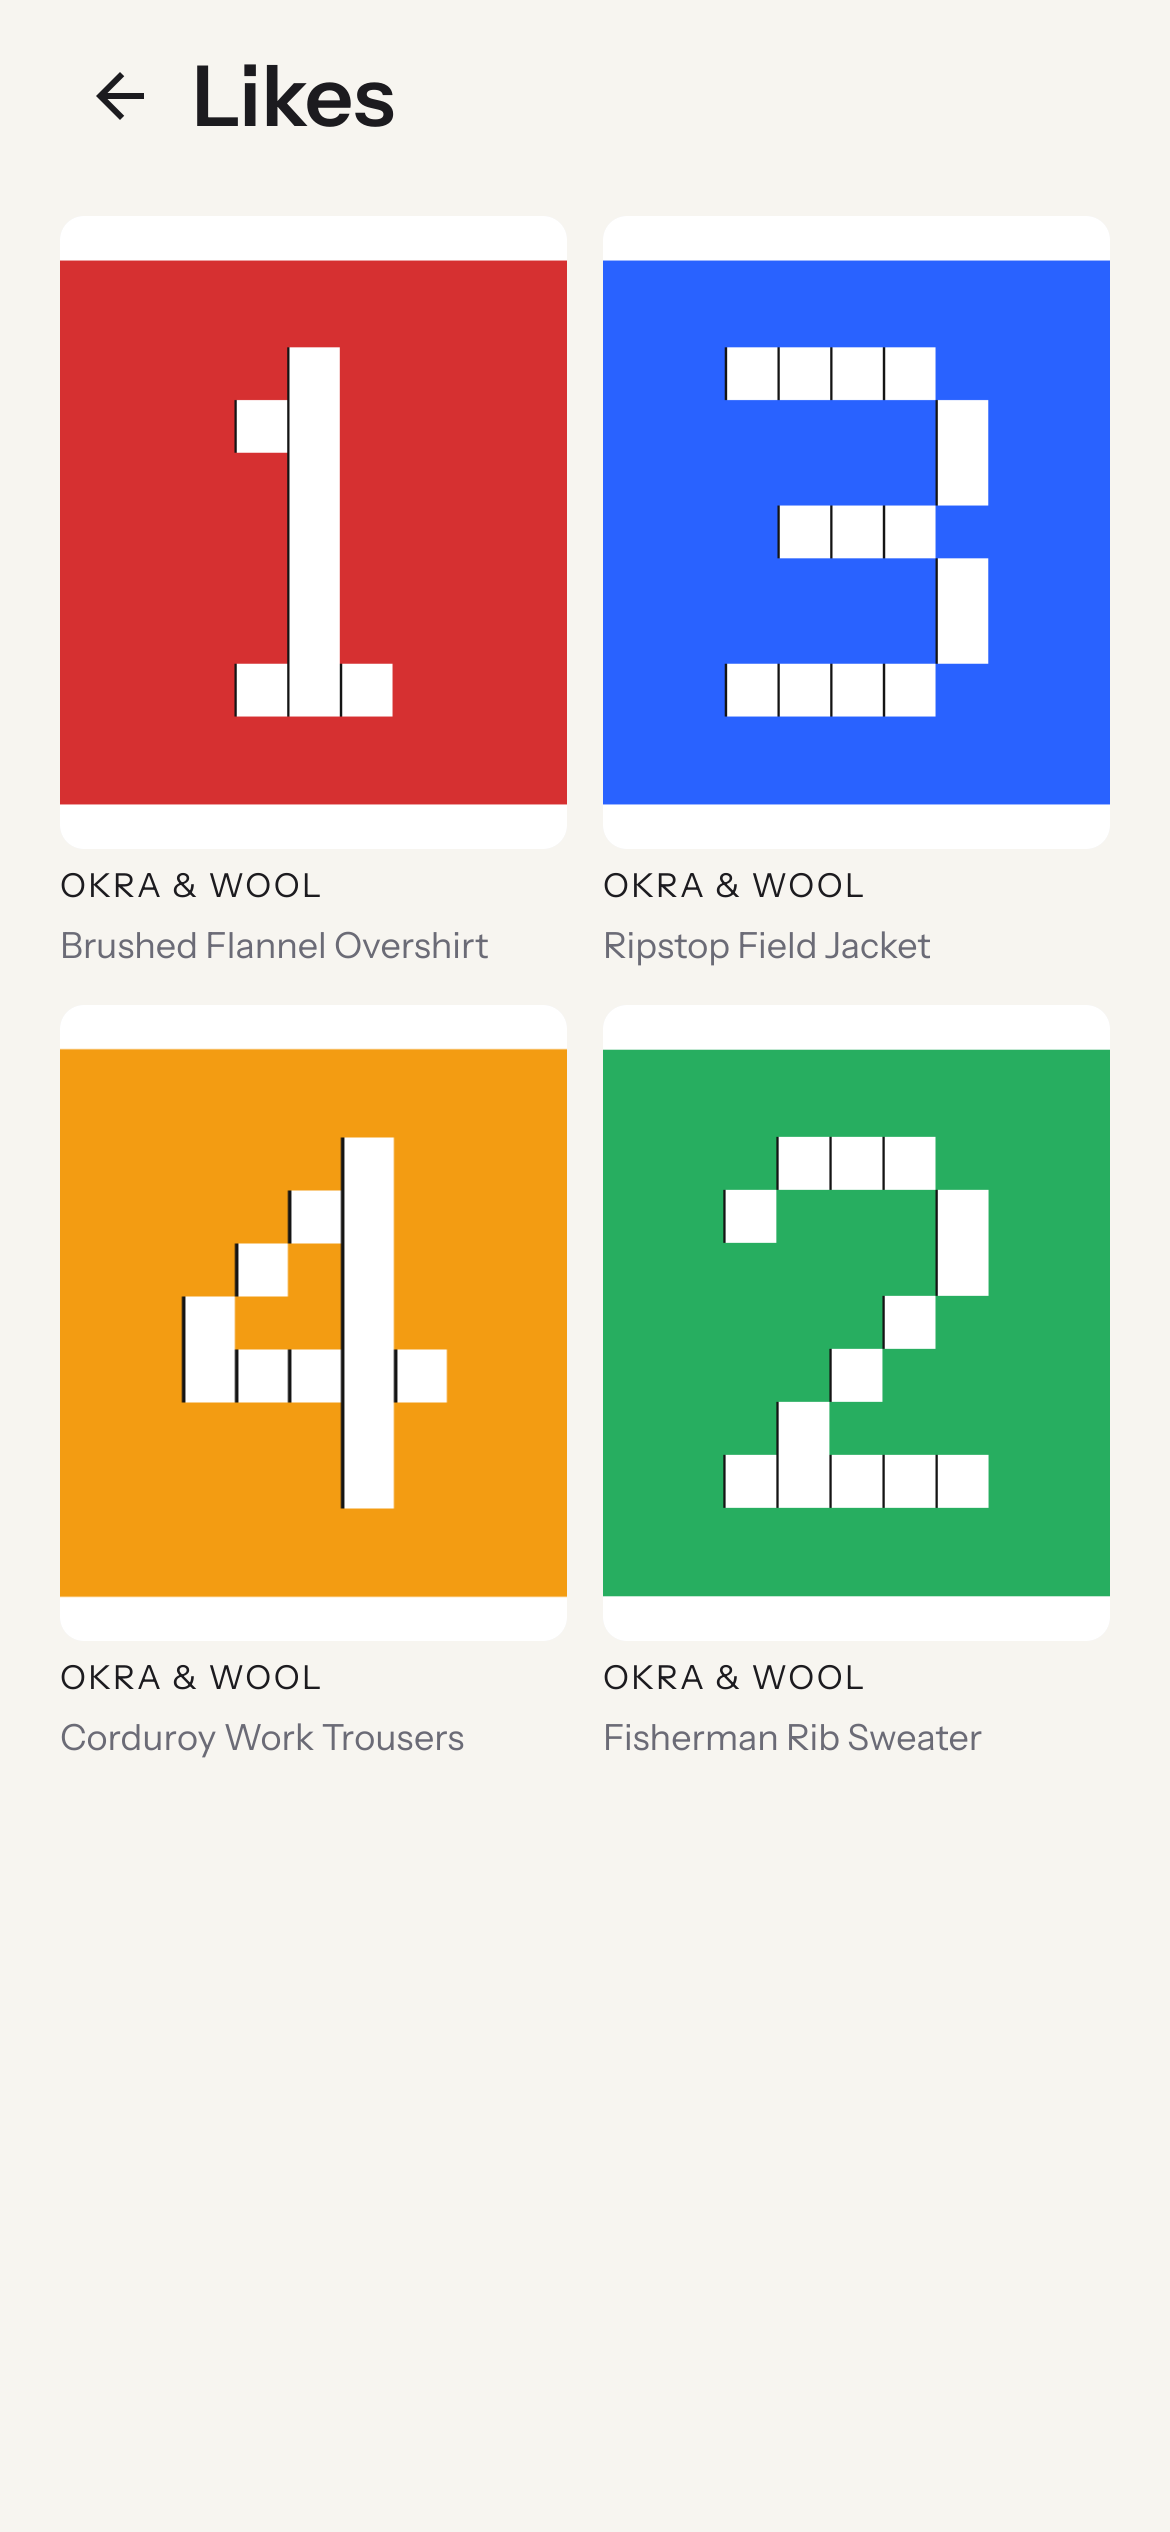 Likes
1
3
OKRA & WOOL
OKRA & WOOL
Brushed Flannel Overshirt
Ripstop Field Jacket
4
2
OKRA & WOOL
OKRA & WOOL
Corduroy Work Trousers
Fisherman Rib Sweater